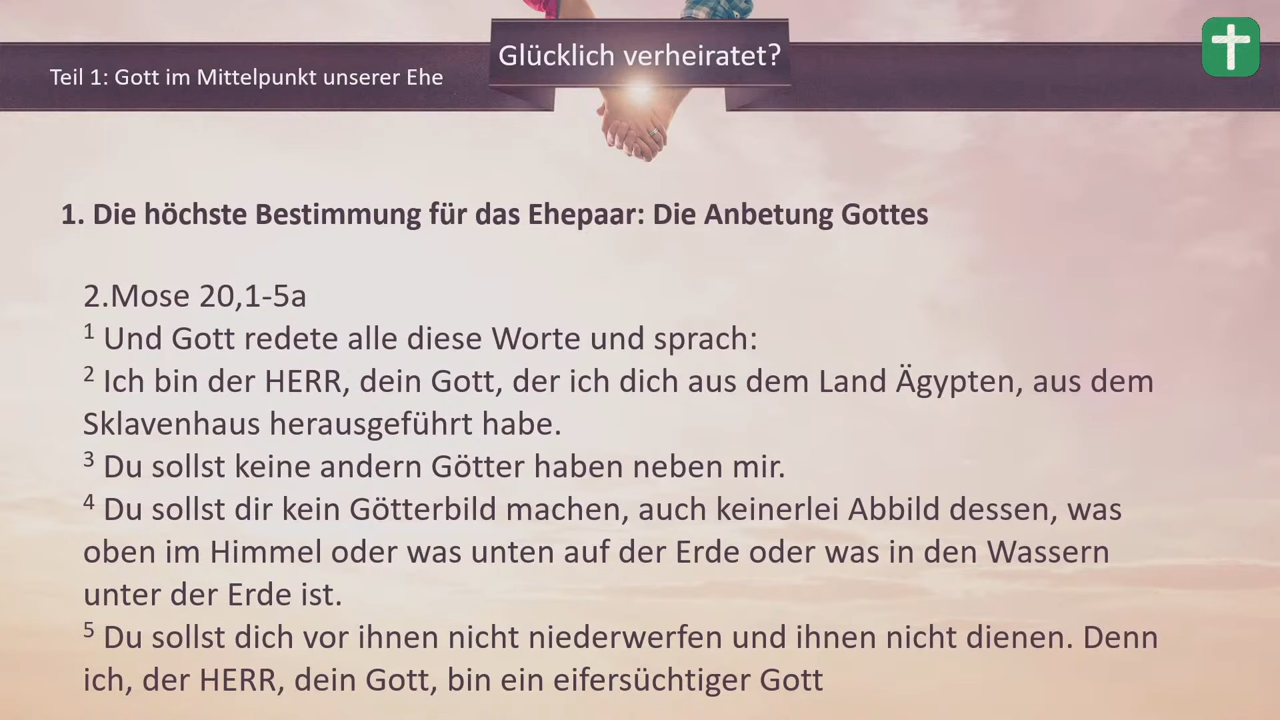 Glücklich verheiratet?
Teil 1: Gott im Mittelpunkt unserer Ehe
1. Die höchste Bestimmung für das Ehepaar: Die Anbetung Gottes
2.Mose 20,1-5a
1 Und Gott redete alle diese Worte und sprach:
2 Ich bin der HERR, dein Gott, der ich dich aus dem Land Ägypten, aus dem
Sklavenhaus herausgeführt habe.
3 Du sollst keine andern Götter haben neben mir.
4 Du sollst dir kein Götterbild machen, auch keinerlei Abbild dessen, was
oben im Himmel oder was unten auf der Erde oder was in den Wassern
unter der Erde ist.
5 Du sollst dich vor ihnen nicht niederwerfen und ihnen nicht dienen. Denn
ich, der HERR, dein Gott, bin ein eifersüchtiger Gott